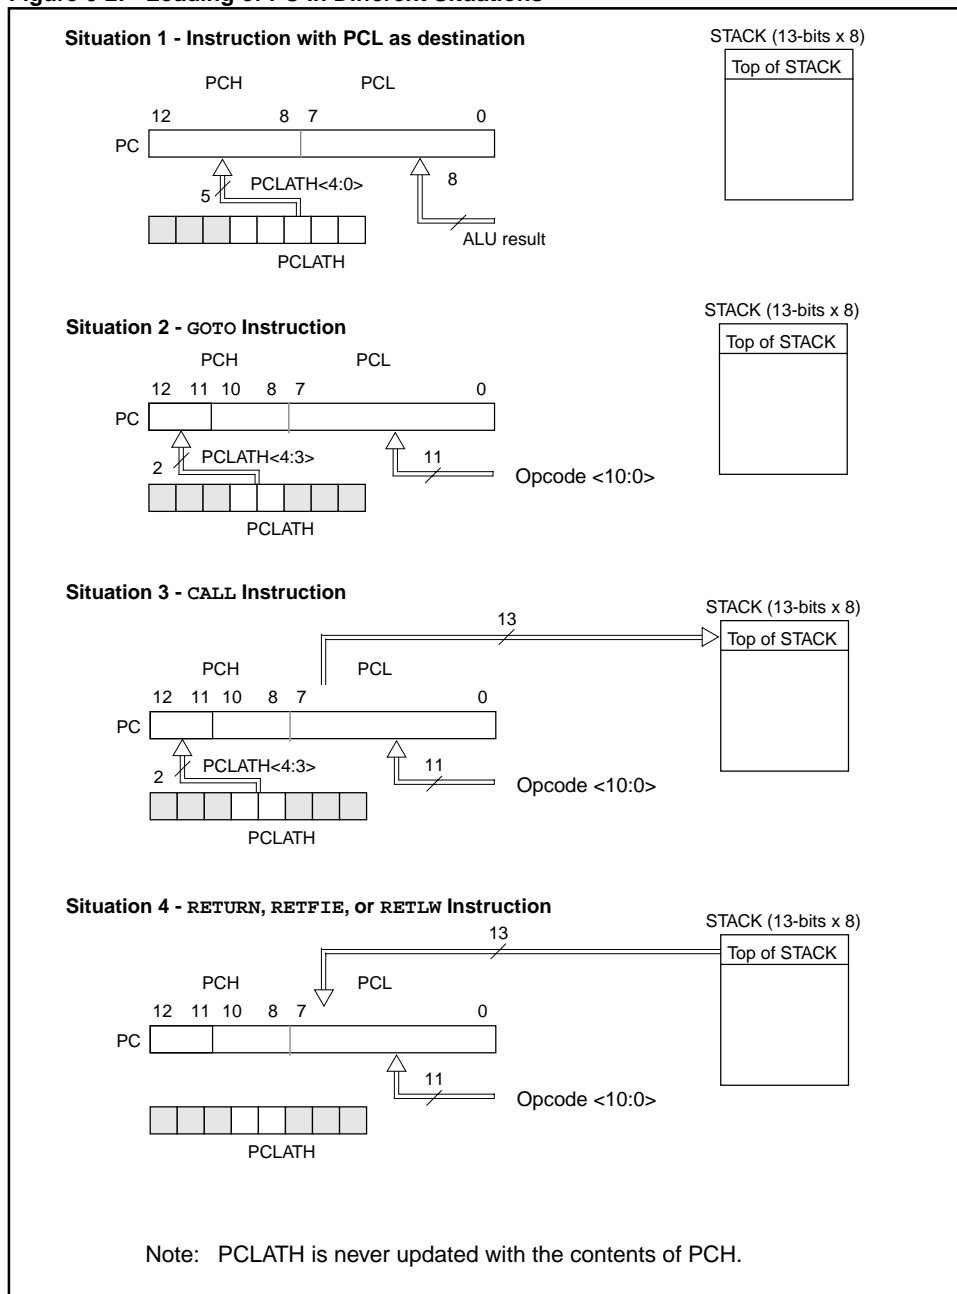 Figure 6-2: Loading of PC in Different Situations
Situation 1 - Instruction with PCL as destination
STACK (13-bits x 8)
Top of STACK
PCH PCL
12 8 7 0
PC
5 PCLATH<4:0> 8
ALU result
PCLATH
STACK (13-bits x 8)
Situation 2 - GOTO Instruction
Top of STACK
PCH PCL
12 11 10 8 7 0
PC
2 PCLATH<4:3> 11
Opcode <10:0>
PCLATH
Situation 3 - CALL Instruction
STACK (13-bits x 8)
13
Top of STACK
PCH PCL
12 11 10 8 7 0
PC
2 PCLATH<4:3> 11
Opcode <10:0>
PCLATH
Situation 4 - RETURN, RETFIE, or RETLW Instruction
STACK (13-bits x 8)
13
Top of STACK
PCH PCL
12 11 10 8 7 0
PC
11
Opcode <10:0>
PCLATH
Note: PCLATH is never updated with the contents of PCH.